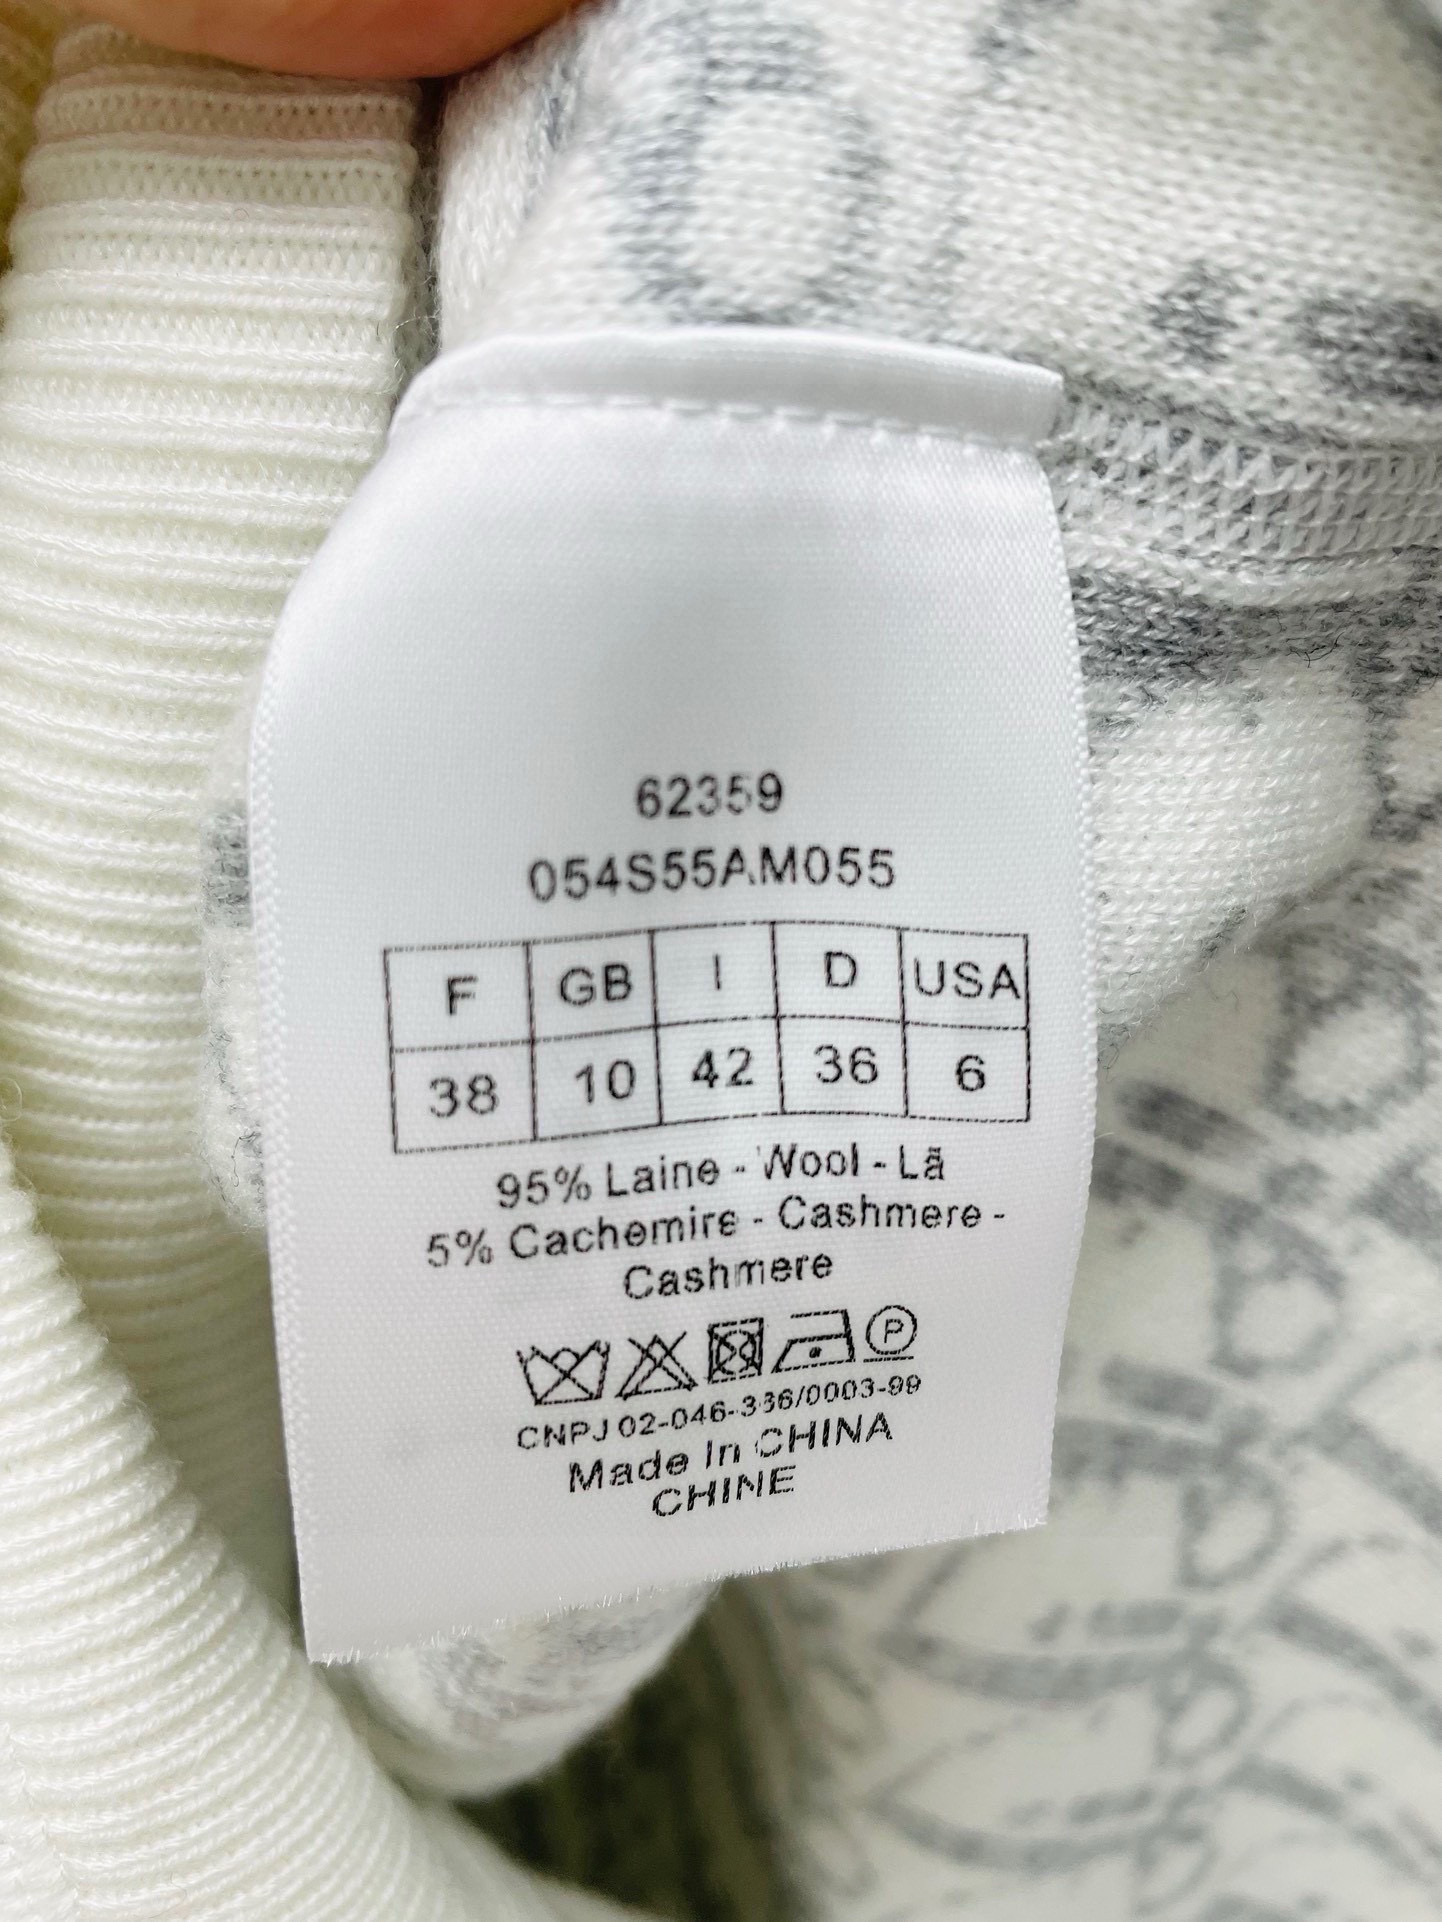 62359
054S55AM055
F GB I D USA
38 10 42 36 6
95% Laine - Wool - Lã
5% Cachemire - Cashmere -
Cashmere
P
CNPJ 02-046-336/0003-99
Made In CHINA
CHINE